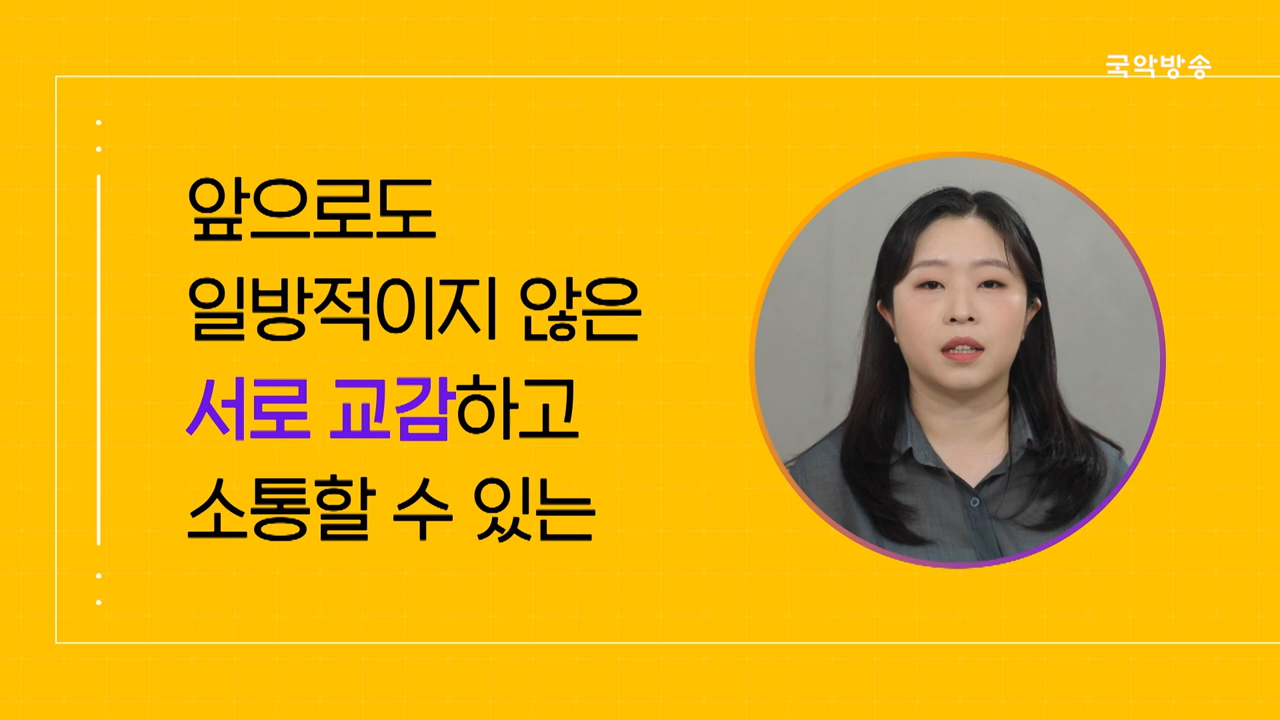 국악방송
앞으로도
일방적이지 않은
서로 교감하고
소통할 수 있는